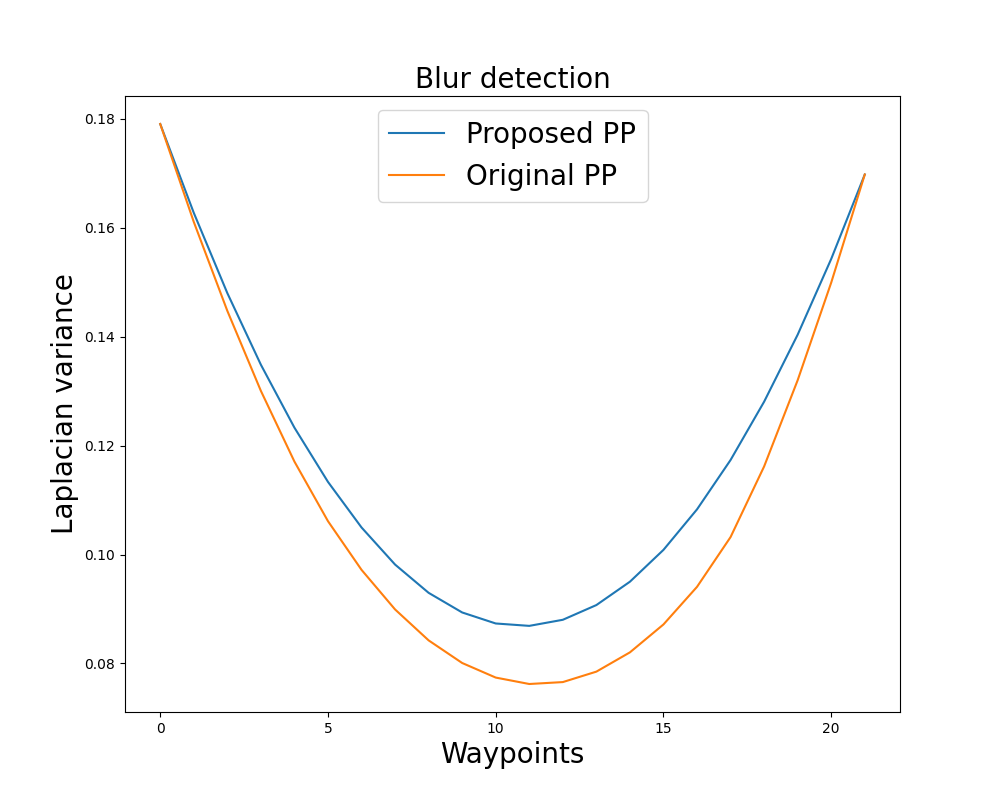 Blur detection
Proposed PP
Original PP
Laplacian variance
0.18
0.16
0.14
0.12
0.10
0.08
0
5
10
15
20
Waypoints